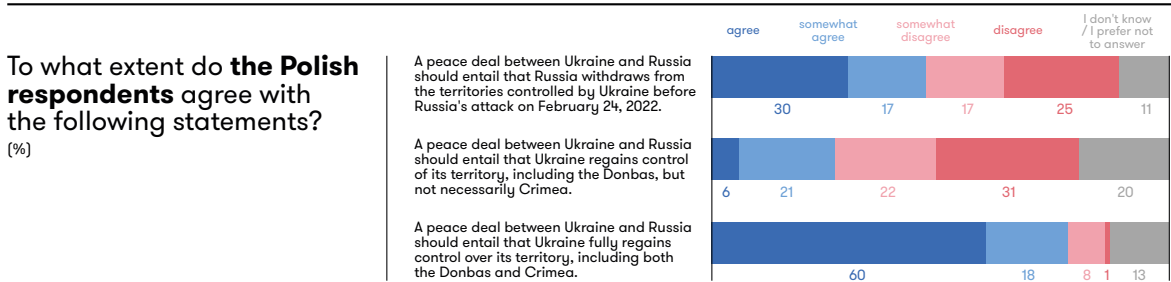 agree
somewhat
agree
somewhat
disagree
disagree
I don't know
/ I prefer not
to answer
To what extent do the Polish
respondents agree with
the following statements?
(%)
A peace deal between Ukraine and Russia
should entail that Russia withdraws from
the territories controlled by Ukraine before
Russia's attack on February 24, 2022.
30 17 17 25 11
A peace deal between Ukraine and Russia
should entail that Ukraine regains control
of its territory, including the Donbas, but
not necessarily Crimea.
6 21 22 31 20
A peace deal between Ukraine and Russia
should entail that Ukraine fully regains
control over its territory, including both
the Donbas and Crimea.
60 18 8 1 13